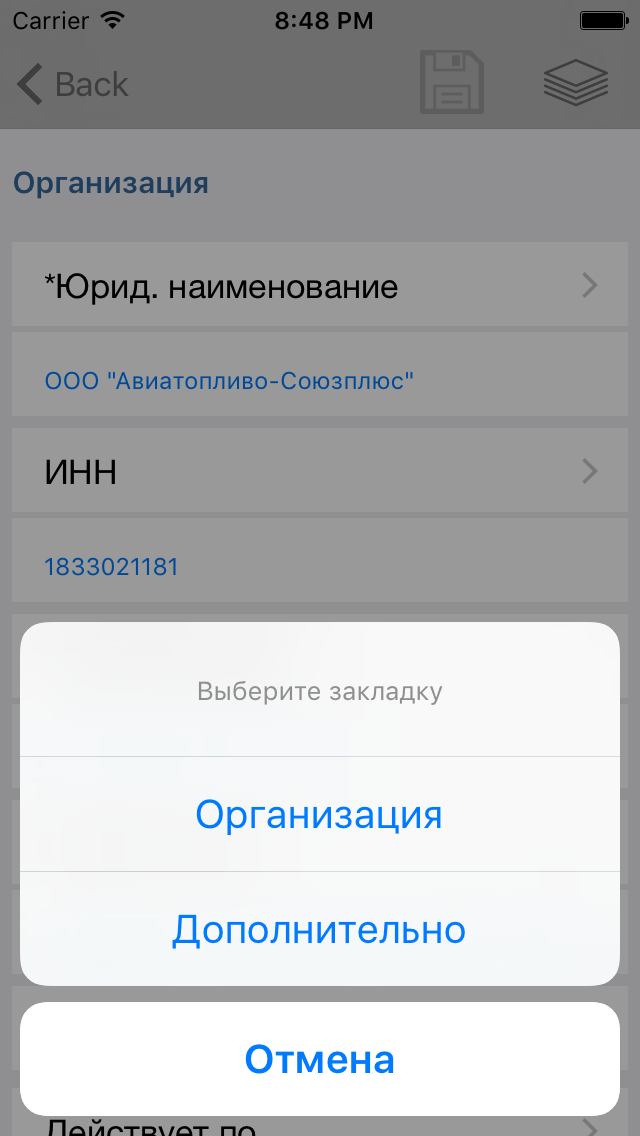 Carrier 8:48 PM
Back
Организация
*Юрид. наименование
ООО "Авиатопливо-Союзплюс"
ИНН
1833021181
Выберите закладку
Организация
Дополнительно
Отмена
Действует по